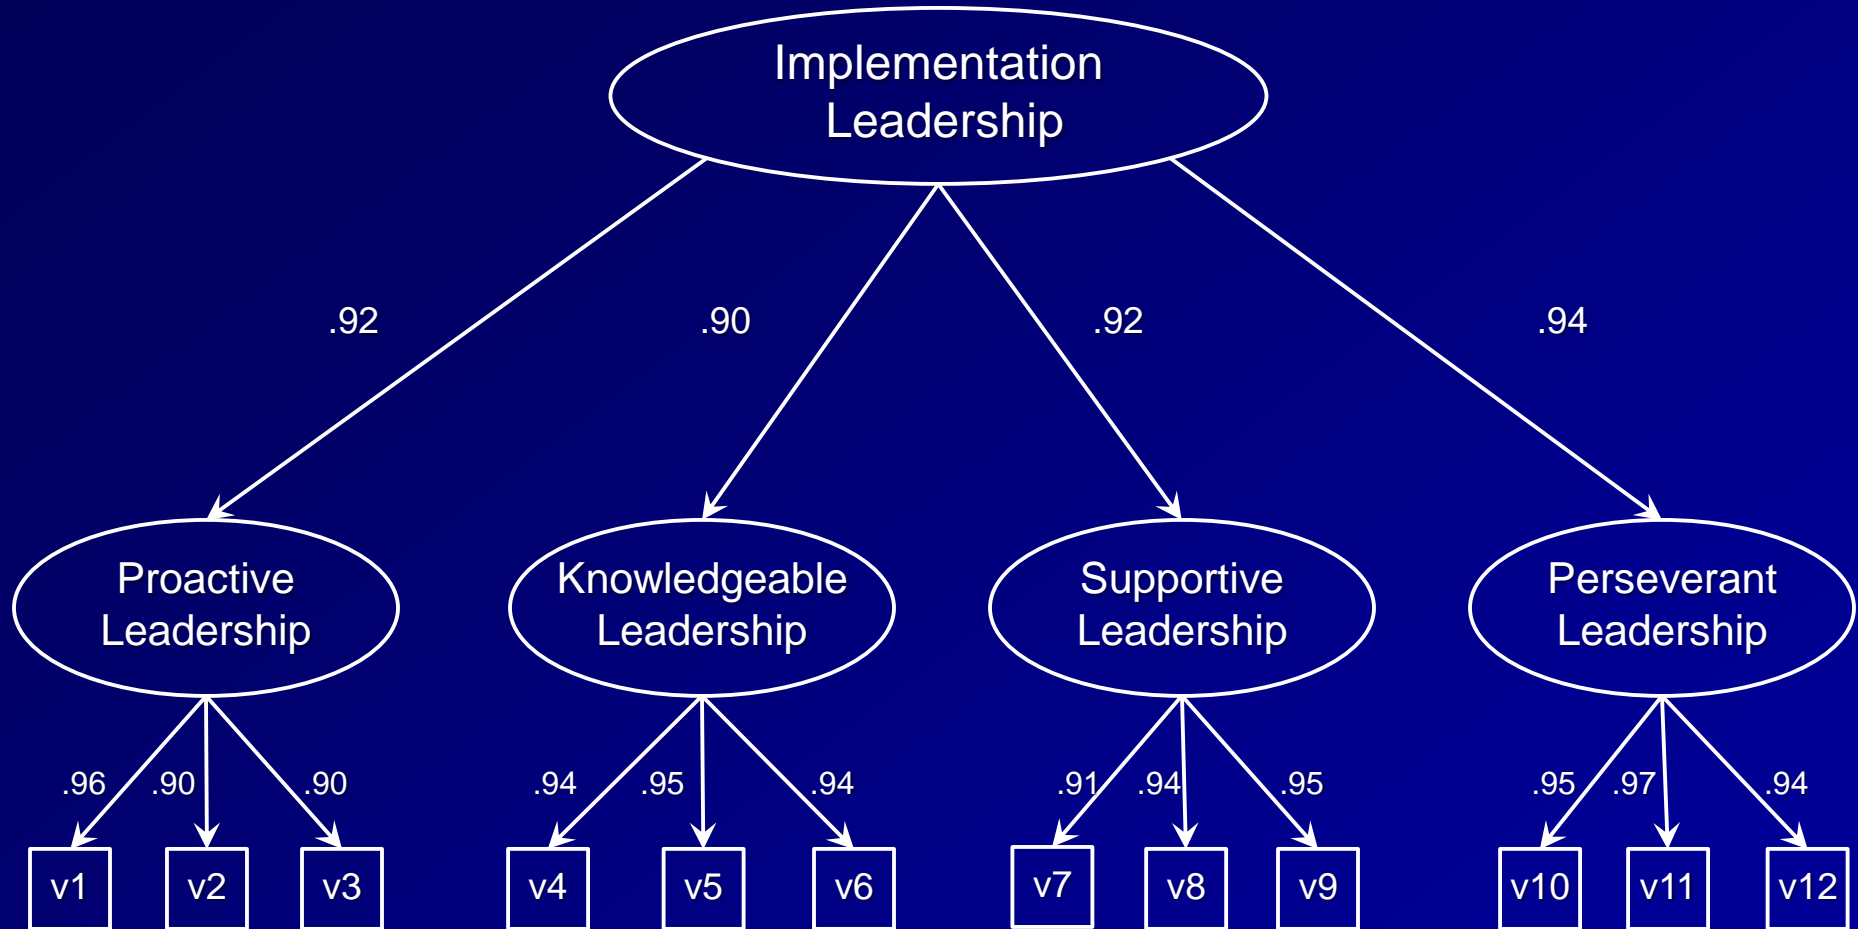 Implementation
Leadership
.92
.90
.92
.94
Proactive
Leadership
Knowledgeable
Leadership
Supportive
Leadership
Perseverant
Leadership
.96
.90
.90
.94
.95
.94
.91
.94
.95
.95
.97
.94
v1
v2
v3
v4
v5
v6
v7
v8
v9
v10
v11
v12